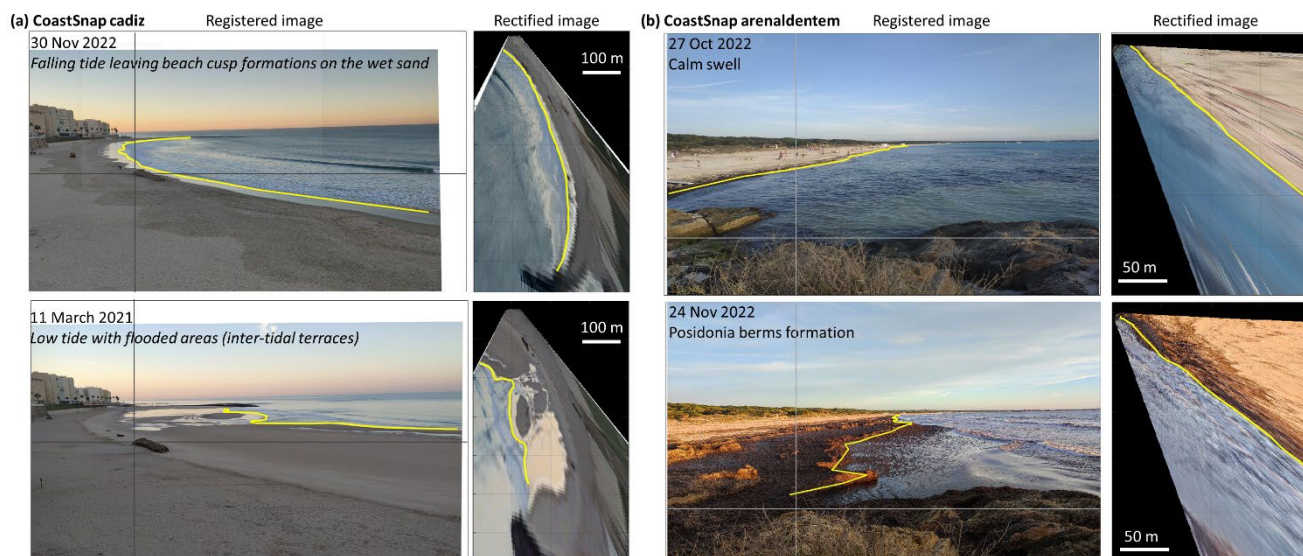 (a) CoastSnap cadiz
Registered image
Rectified image
30 Nov 2022
Falling tide leaving beach cusp formations on the wet sand
100 m
11 March 2021
Low tide with flooded areas (inter-tidal terraces)
100 m
(b) CoastSnap arenaldentem
Registered image
Rectified image
27 Oct 2022
Calm swell
50 m
24 Nov 2022
Posidonia berms formation
50 m